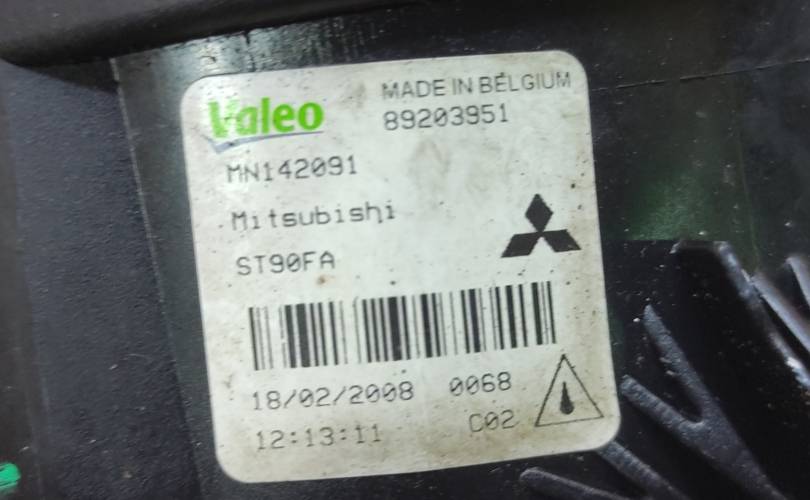 Valeo
MADE IN BELGIUM
89203951
MN142091
Mitsubishi
ST90FA
18/02/2008 0068
12:13:11 C02